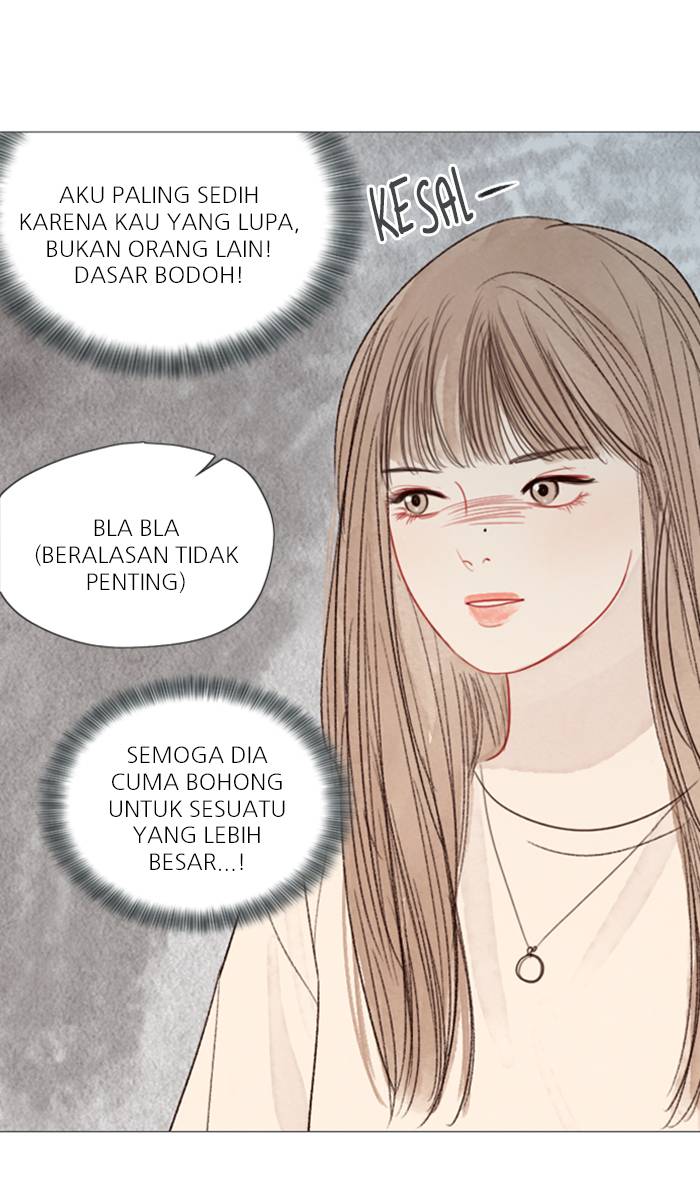 AKU PALING SEDIH
KARENA KAU YANG LUPA,
BUKAN ORANG LAIN!
DASAR BODOH!
KESAL
BLA BLA
(BERALASAN TIDAK
PENTING)
SEMOGA DIA
CUMA BOHONG
UNTUK SESUATU
YANG LEBIH
BESAR...!